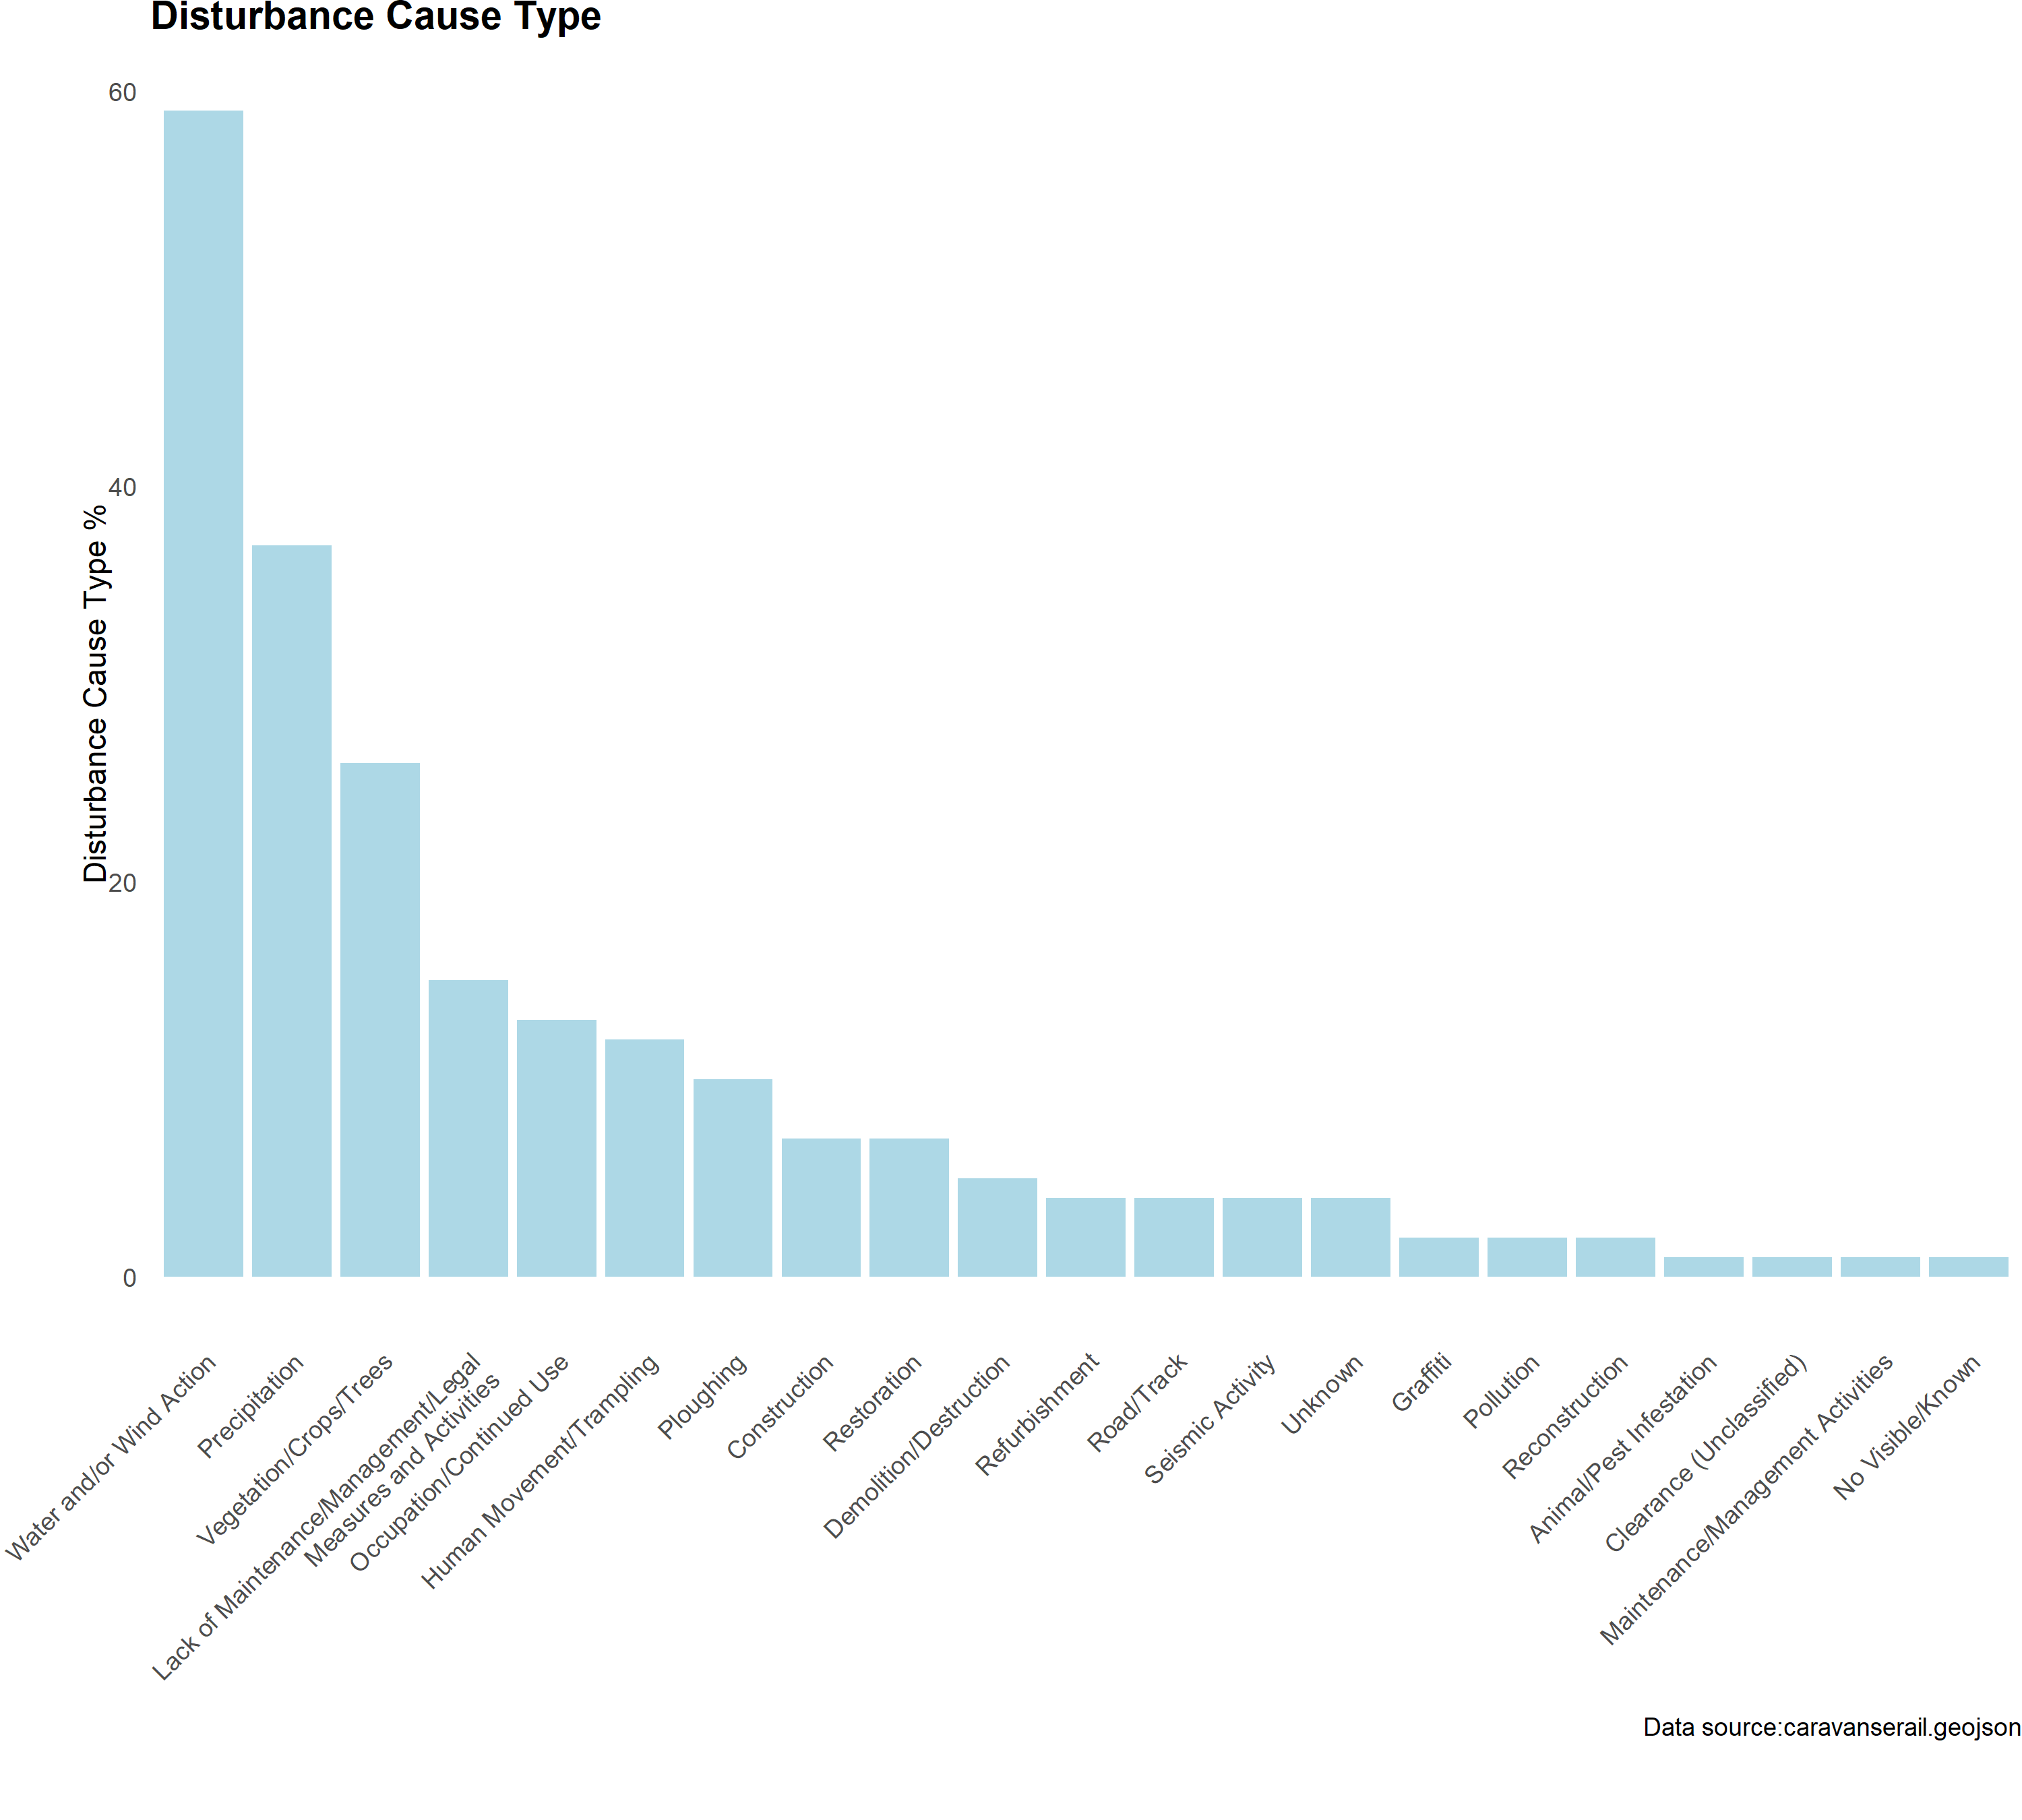 Disturbance Cause Type
60
40
20
0
Disturbance Cause Type %
Water and/or Wind Action
Precipitation
Vegetation/Crops/Trees
Lack of Maintenance/Management/Legal
Measures and Activities
Occupation/Continued Use
Human Movement/Trampling
Ploughing
Construction
Restoration
Demolition/Destruction
Refurbishment
Road/Track
Seismic Activity
Unknown
Graffiti
Pollution
Reconstruction
Animal/Pest Infestation
Clearance (Unclassified)
Maintenance/Management Activities
No Visible/Known
Data source:caravanserail.geojson